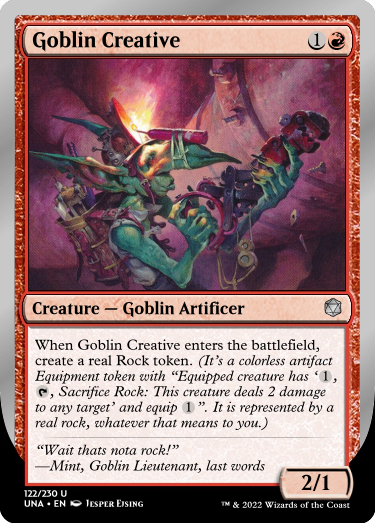 Goblin Creative 1
Creature — Goblin Artificer
When Goblin Creative enters the battlefield,
create a real Rock token. (It's a colorless artifact
Equipment token with “Equipped creature has ‘1,
, Sacrifice Rock: This creature deals 2 damage
to any target’ and equip 1”. It is represented by a
real rock, whatever that means to you.)
“Wait thats nota rock!”
—Mint, Goblin Lieutenant, last words
2/1
122/230 U
UNA • EN Jesper Eising
™ & 2022 Wizards of the Coast